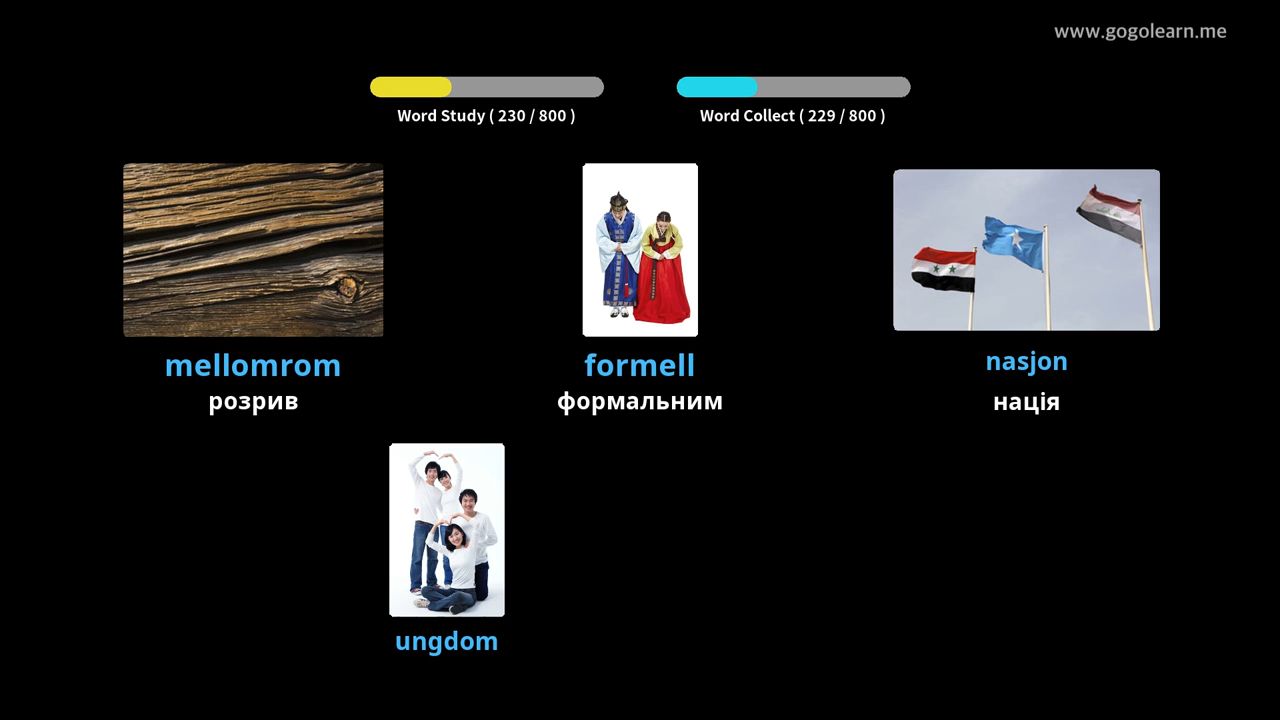 www.gogolearn.me
Word Study ( 230 / 800 )
Word Collect ( 229 / 800 )
mellomrom
розрив
formell
формальним
nasjon
нація
ungdom